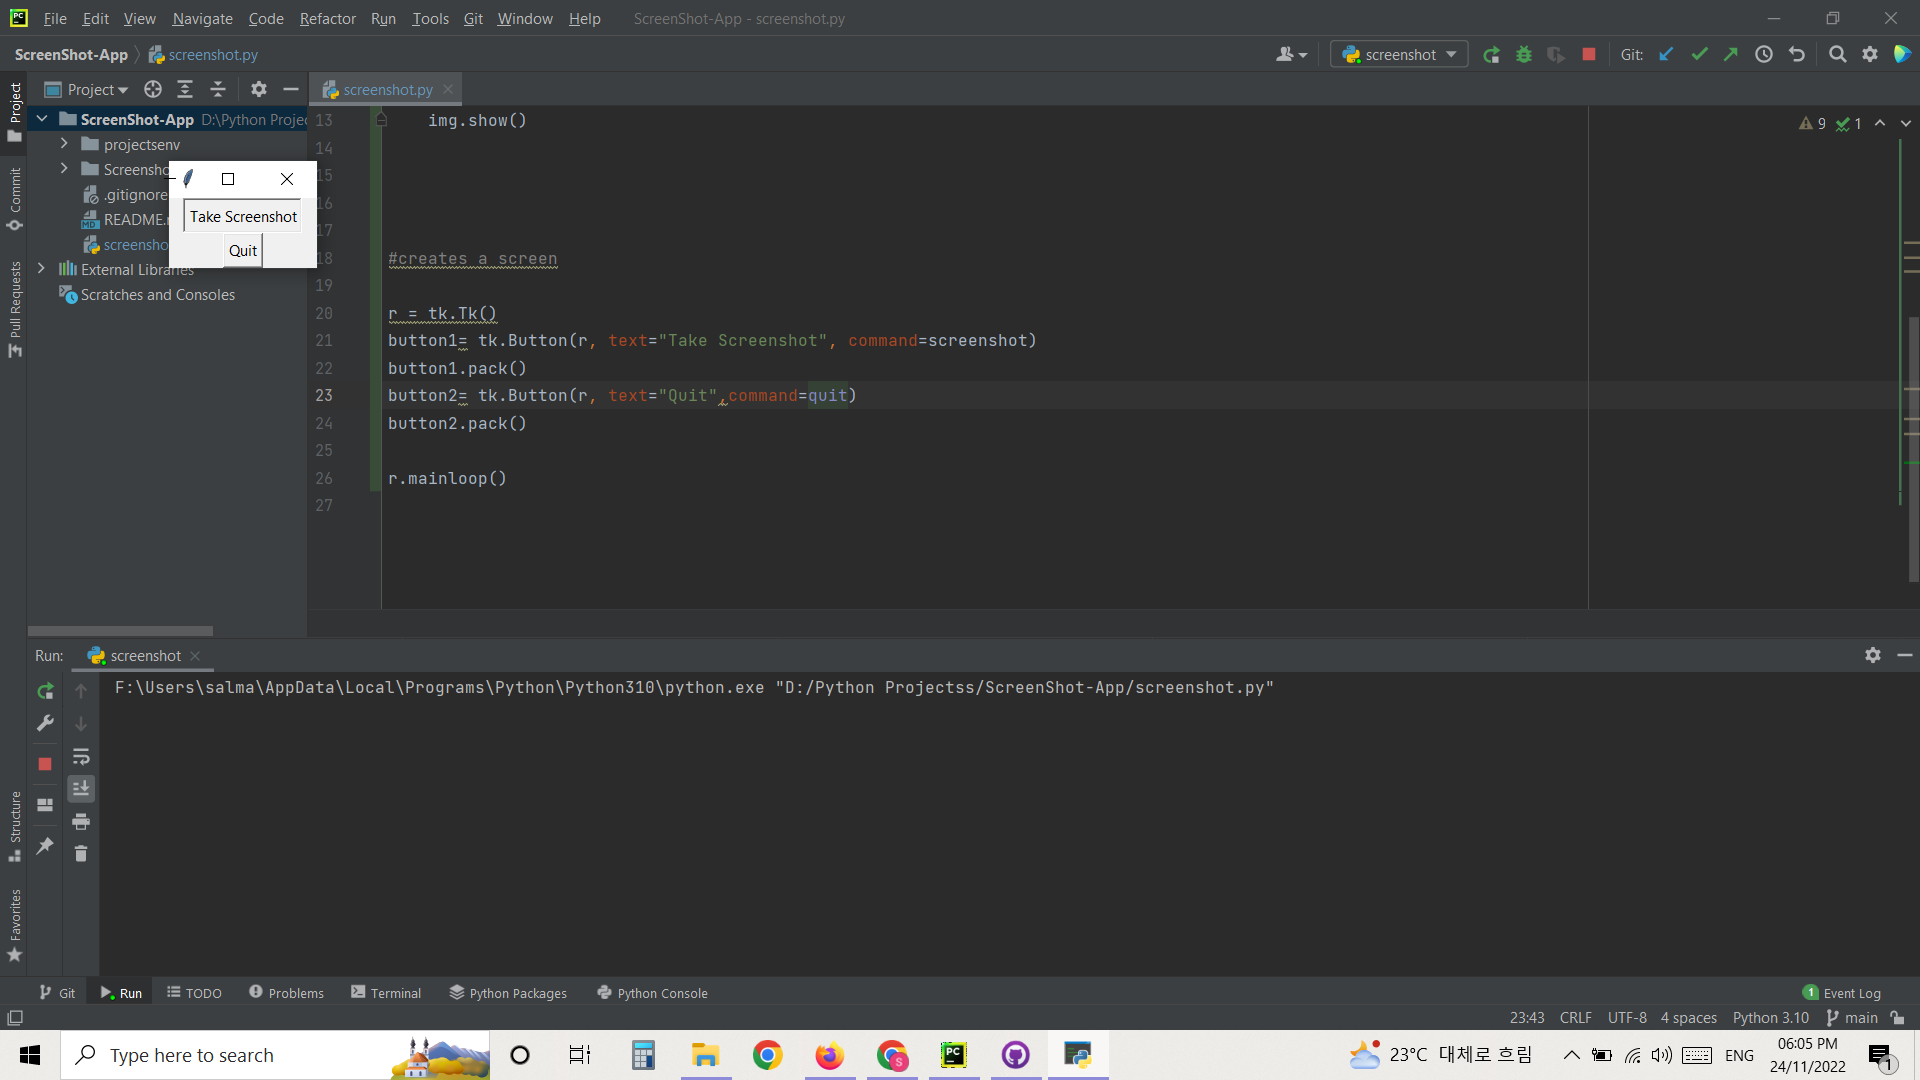 File Edit View Navigate Code Refactor Run Tools Git Window Help ScreenShot-App - screenshot.py
ScreenShot-App screenshot.py screenshot Git:
Project
screenshot.py
Project
Commit
Pull Requests
Structure
Favorites
ScreenShot-App D:\Python Projec
projectsenv
Screensho
.gitignore
README.
screensho
External Libraries
Scratches and Consoles
Take Screenshot
Quit
9 1
13 img.show()
14
15
16
17
18 #creates a screen
19
20 r = tk.Tk()
21 button1= tk.Button(r, text="Take Screenshot", command=screenshot)
22 button1.pack()
23 button2= tk.Button(r, text="Quit",command=quit)
24 button2.pack()
25
26 r.mainloop()
27
Run: screenshot
F:\Users\salma\AppData\Local\Programs\Python\Python310\python.exe "D:/Python Projectss/ScreenShot-App/screenshot.py"
Git Run TODO Problems Terminal Python Packages Python Console 1 Event Log
23:43 CRLF UTF-8 4 spaces Python 3.10 main
Type here to search
23°C 대체로 흐림
ENG
06:05 PM
24/11/2022
1